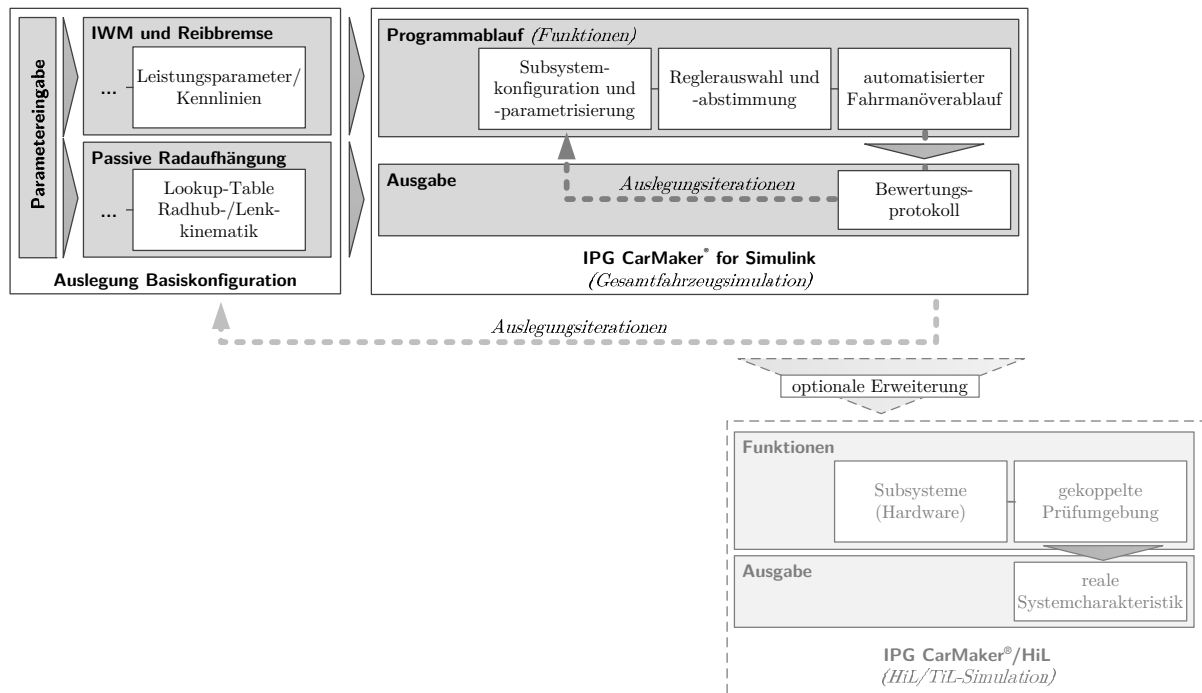 Parametereingabe
IWM und Reibbremse
...
Leistungsparameter/
Kennlinien
Passive Radaufhängung
...
Lookup-Table
Radhub-/Lenk-
kinematik
Auslegung Basiskonfiguration
Programmablauf (Funktionen)
Subsystem-
konfiguration und
-parametrisierung
Reglerauswahl und
-abstimmung
automatisierter
Fahrmanöverablauf
Ausgabe
Auslegungsiterationen
Bewertungs-
protokoll
IPG CarMaker® for Simulink
(Gesamtfahrzeugsimulation)
Auslegungsiterationen
optionale Erweiterung
Funktionen
Subsysteme
(Hardware)
gekoppelte
Prüfumgebung
Ausgabe
reale
Systemcharakteristik
IPG CarMaker®/HiL
(HiL/TiL-Simulation)